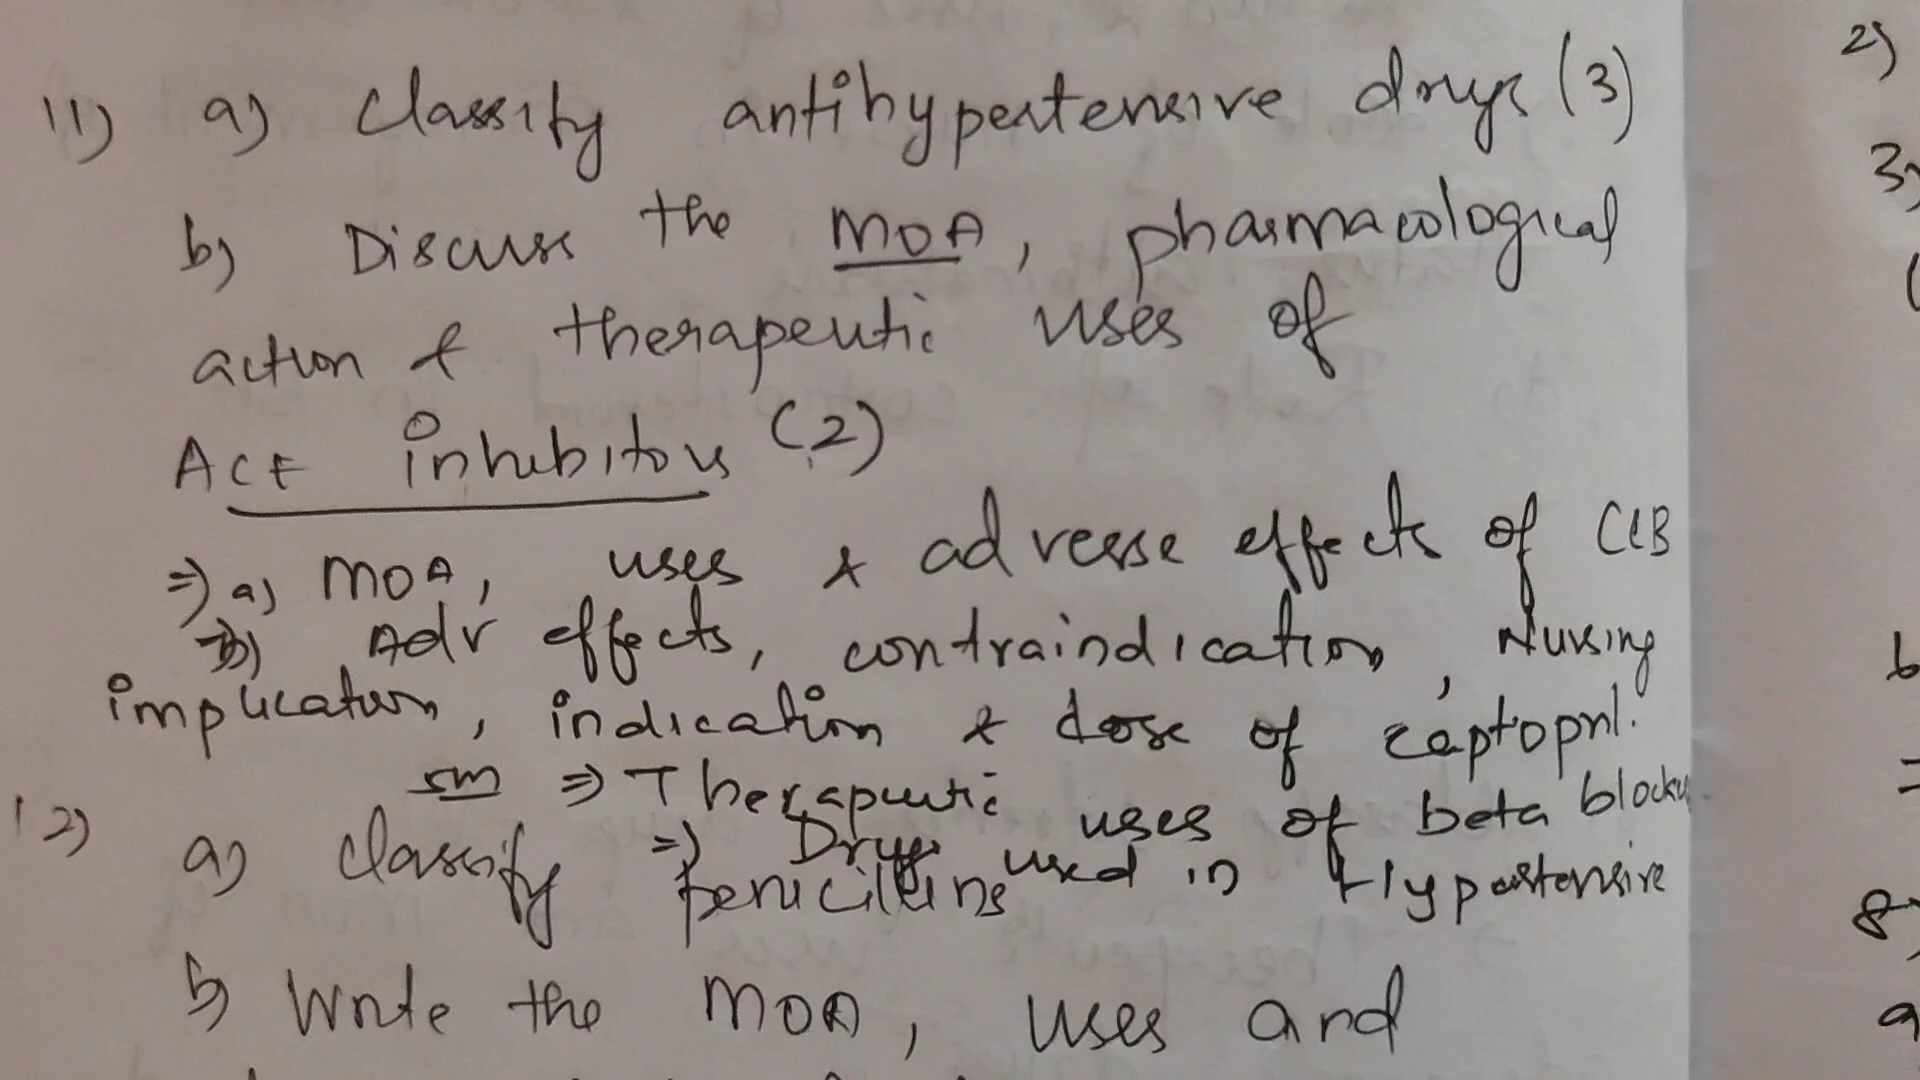 11) a) Classify antihypertensive drugs (3)
b) Discuss the MOA, pharmacological
action & therapeutic uses of
ACE inhibitors (2)
=> a) MOA, uses & adverse effects of CCB
b) Adr effects, contraindication, Nursing
implication, indication & dose of captopril.
sm => Therapeutic uses of beta blocku
=> Drugs used in Hypertensive
12) a) classify penicillins
b) Write the MOA, uses and
2)
3)
(
b
=
8)
a